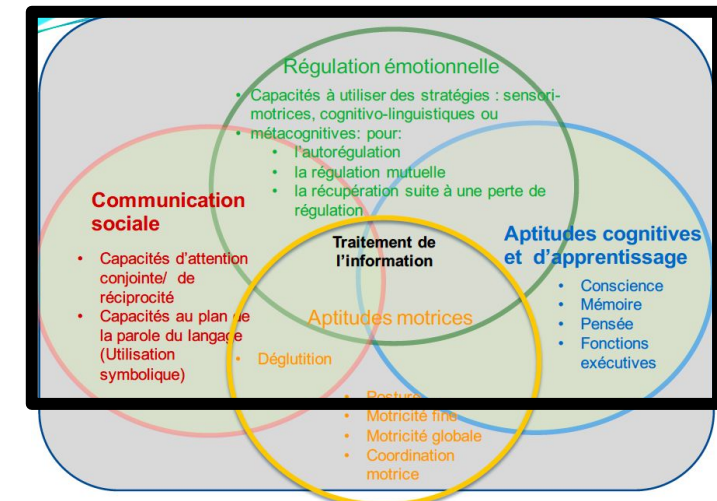 Régulation émotionnelle
• Capacités à utiliser des stratégies : sensori-
motrices, cognitivo-linguistiques ou
• métacognitives: pour:
• l'autorégulation
• la régulation mutuelle
• la récupération suite à une perte de
régulation
Communication
sociale
• Capacités d'attention
conjointe/ de
réciprocité
• Capacités au plan de
la parole du langage
(Utilisation
symbolique)
Traitement de
l'information
Aptitudes cognitives
et d'apprentissage
• Conscience
• Mémoire
• Pensée
• Fonctions
exécutives
Aptitudes motrices
• Déglutition
• Posture
• Motricité fine
• Motricité globale
• Coordination
motrice